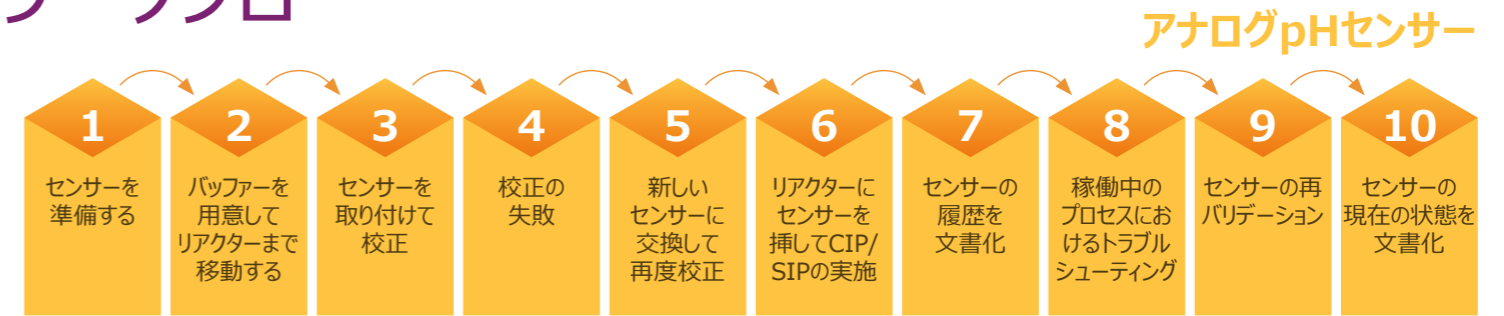 アナログpHセンサー
1
センサーを
準備する
2
バッファーを
用意して
リアクターまで
移動する
3
センサーを
取り付けて
校正
4
校正の
失敗
5
新しい
センサーに
交換して
再度校正
6
リアクターに
センサーを
挿してCIP/
SIPの実施
7
センサーの
履歴を
文書化
8
稼働中の
プロセスにお
けるトラブル
シューティング
9
センサーの再
バリデーション
10
センサーの
現在の状態を
文書化